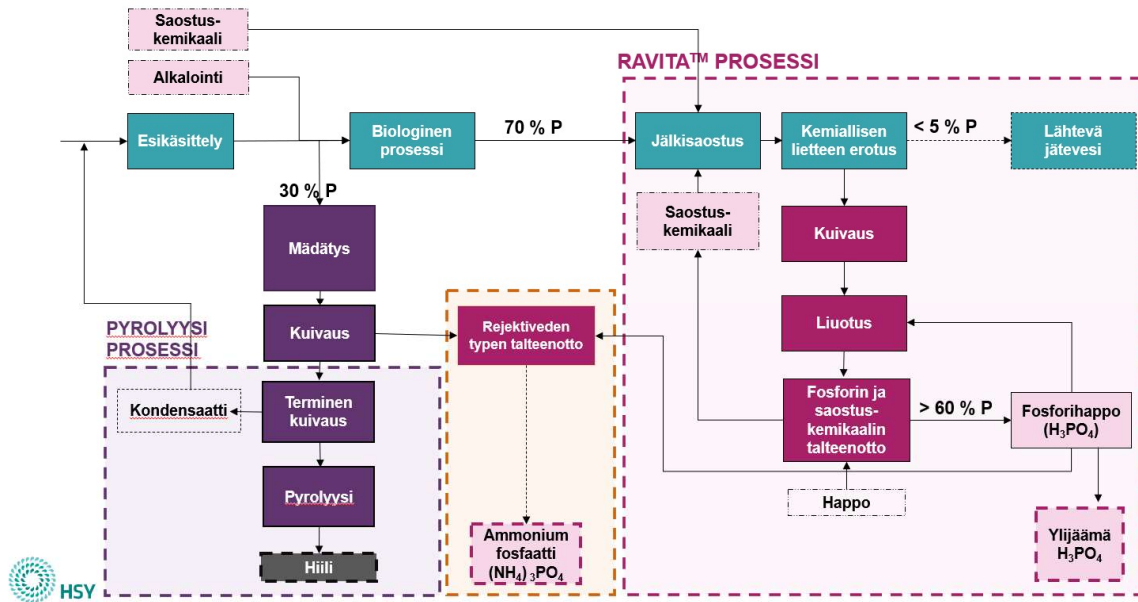 Saostus-
kemikaali
Alkalointi
RAVITA™ PROSESSI
Esikäsittely
Biologinen
prosessi
70 % P
Jälkisaostus
Kemiallisen
lietteen erotus
< 5 % P
Lähtevä
jätevesi
30 % P
Mädätys
Saostus-
kemikaali
Kuivaus
PYROLYYSI
PROSESSI
Kuivaus
Rejektiveden
typen talteenotto
Liuotus
Kondensaatti
Terminen
kuivaus
Fosforin ja
saostus-
kemikaalin
talteenotto
> 60 % P
Fosforihappo
(H₃PO₄)
Pyrolyysi
Happo
Hiili
Ammonium
fosfaatti
(NH₄) ₃PO₄
Ylijäämä
H₃PO₄
HSY